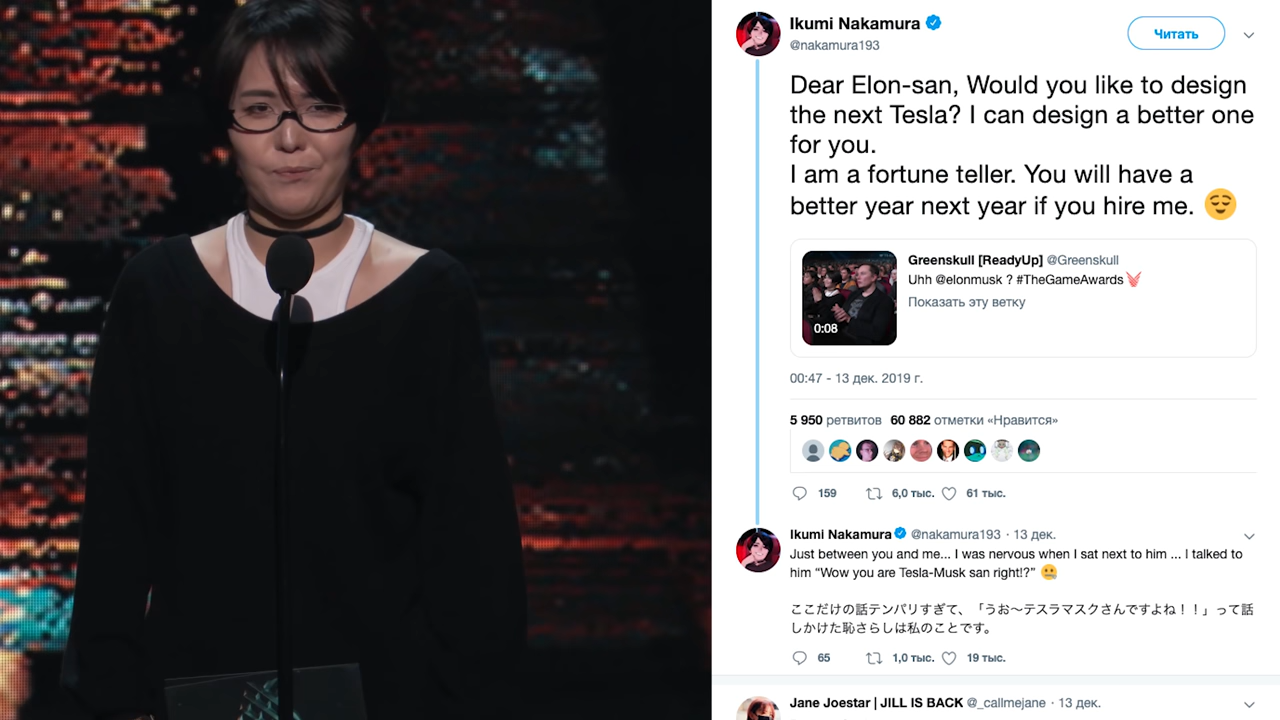 Ikumi Nakamura
@nakamura193
Читать
Dear Elon-san, Would you like to design
the next Tesla? I can design a better one
for you.
I am a fortune teller. You will have a
better year next year if you hire me. 😌
Greenskull [ReadyUp] @Greenskull
Uhh @elonmusk ? #TheGameAwards
Показать эту ветку
0:08
00:47 - 13 дек. 2019 г.
5 950 ретвитов 60 882 отметки «Нравится»
159 6,0 тыс. 61 тыс.
Ikumi Nakamura @nakamura193 · 13 дек.
Just between you and me... I was nervous when I sat next to him ... I talked to
him “Wow you are Tesla-Musk san right!?” 🤐
ここだけの話テンパリすぎて、「うお〜テスラマスクさんですよね！！」って話
しかけた恥さらしは私のことです。
65 1,0 тыс. 19 тыс.
Jane Joestar | JILL IS BACK @_callmejane · 13 дек.